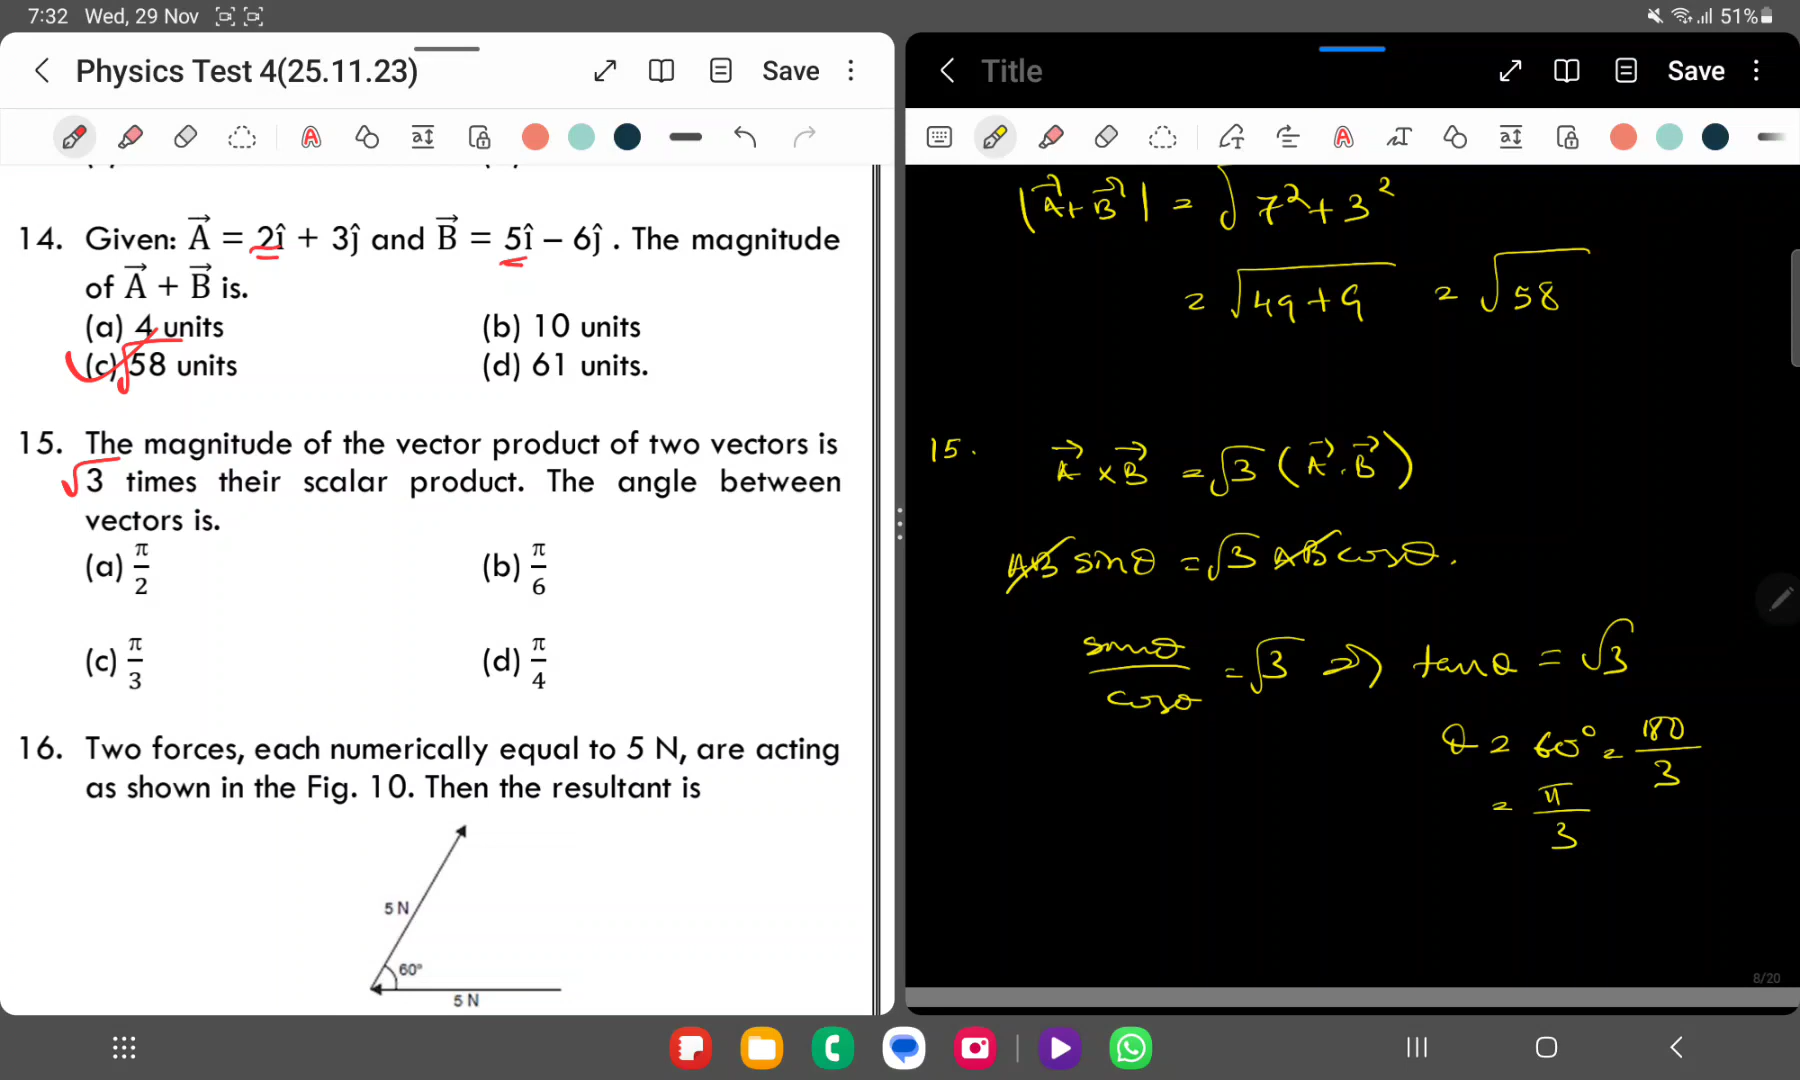 7:32 Wed, 29 Nov
51%
Physics Test 4(25.11.23)
Save
14. Given: A⃗ = 2î + 3ĵ and B⃗ = 5î – 6ĵ . The magnitude
of A⃗ + B⃗ is.
(a) 4 units (b) 10 units
(c) √58 units (d) 61 units.
15. The magnitude of the vector product of two vectors is
√3 times their scalar product. The angle between
vectors is.
(a) π/2 (b) π/6
(c) π/3 (d) π/4
16. Two forces, each numerically equal to 5 N, are acting
as shown in the Fig. 10. Then the resultant is
5 N
60°
5 N
Title
Save
|A⃗+B⃗| = √7²+3²
= √49+9 = √58
15. A⃗ × B⃗ = √3 (A⃗.B⃗)
AB sinθ = √3 AB cosθ.
sinθ/cosθ = √3 ⇒ tanθ = √3
θ = 60° = 180/3
= π/3
8/20